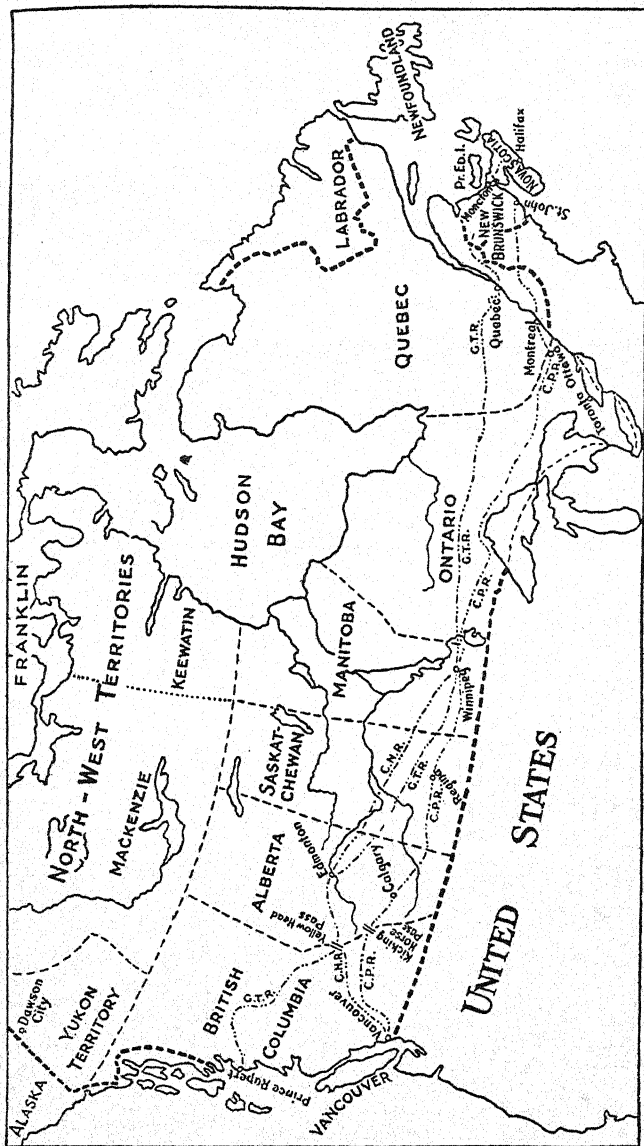 ALASKA
Dawson
City
YUKON
TERRITORY
FRANKLIN
NORTH-WEST TERRITORIES
MACKENZIE
KEEWATIN
BRITISH
COLUMBIA
G.T.R.
Prince Rupert
VANCOUVER
Vancouver
C.N.R.
C.P.R.
Yellow Head
Pass
Kicking
Horse
Pass
ALBERTA
Edmonton
Calgary
SASKAT-
CHEWAN
C.N.R.
G.T.R.
C.P.R.
Regina
MANITOBA
Winnipeg
HUDSON
BAY
ONTARIO
G.T.R.
C.P.R.
QUEBEC
G.T.R.
Quebec
Montreal
C.P.R.
Ottawa
Toronto
LABRADOR
NEWFOUNDLAND
Pr. Ed. I.
Moncton
NEW
BRUNSWICK
NOVA SCOTIA
Halifax
St. John
UNITED STATES